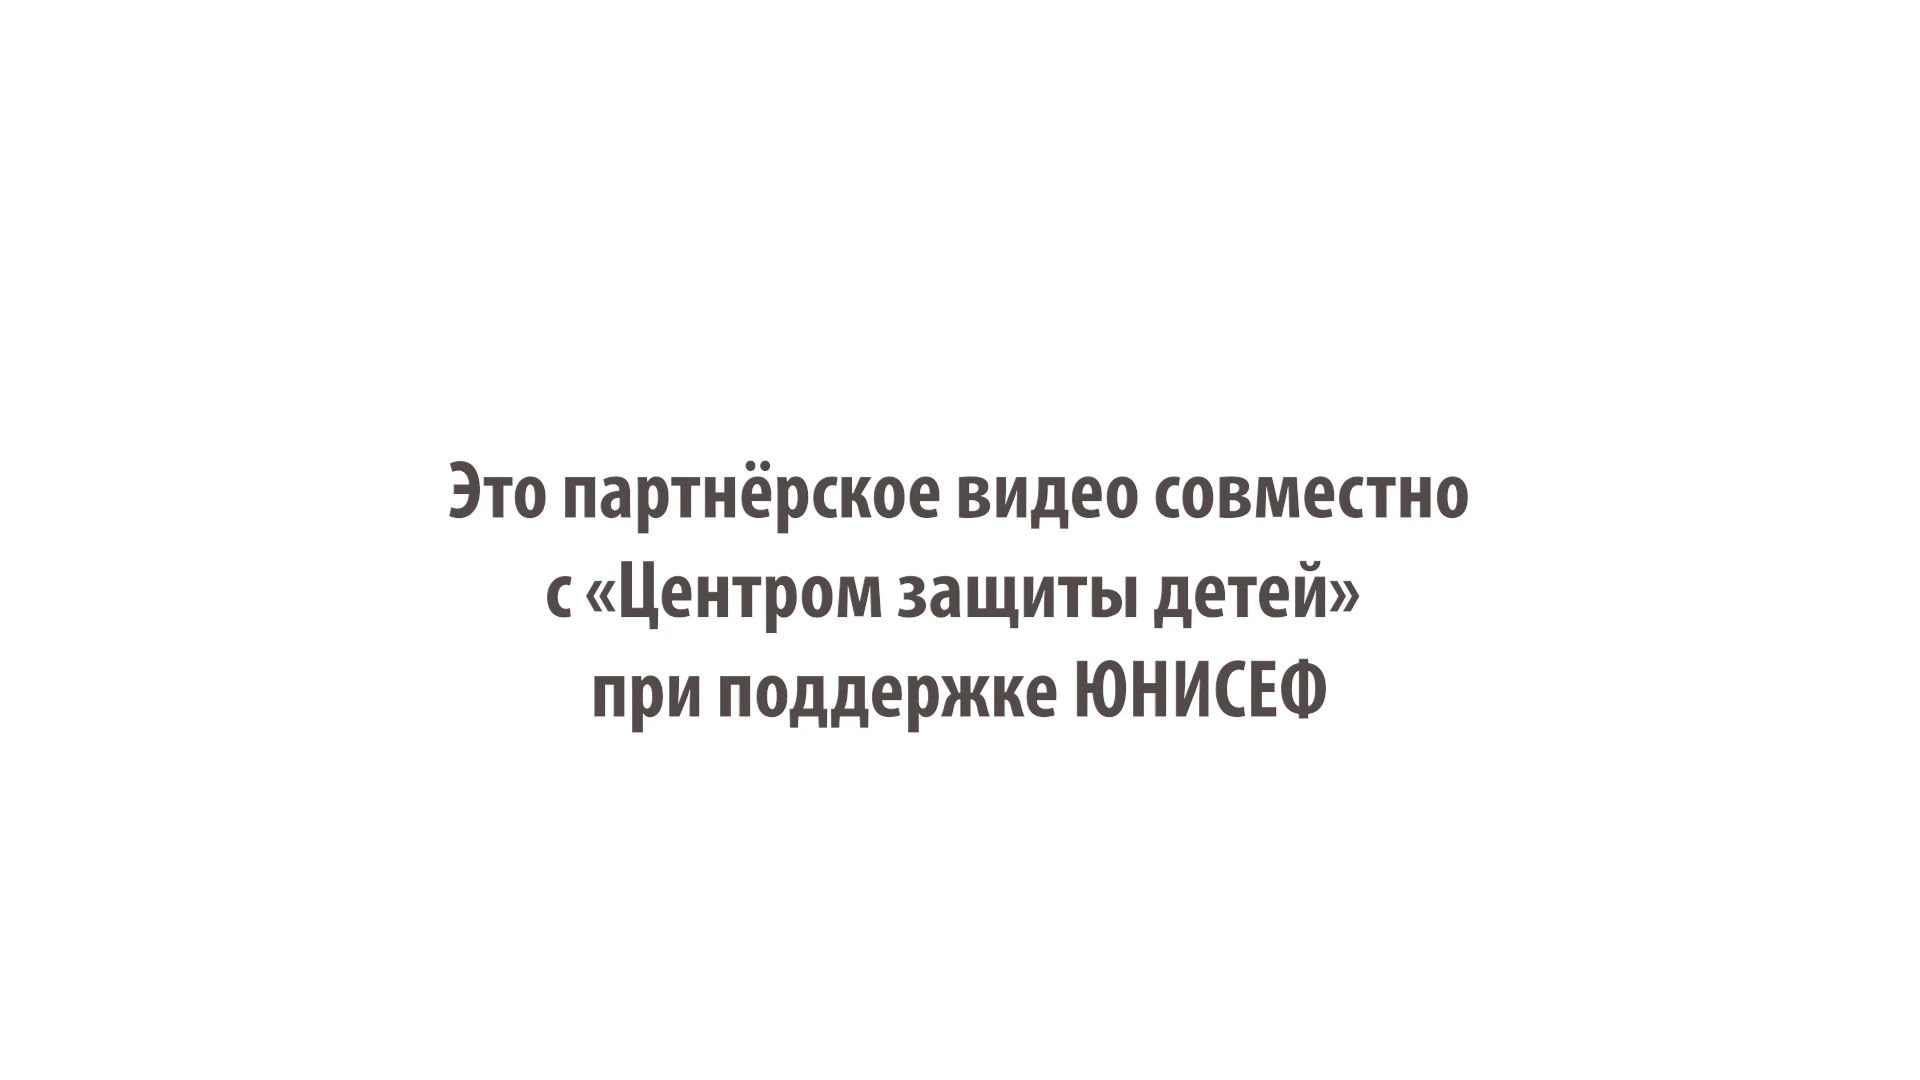 Это партнёрское видео совместно
с «Центром защиты детей»
при поддержке ЮНИСЕФ